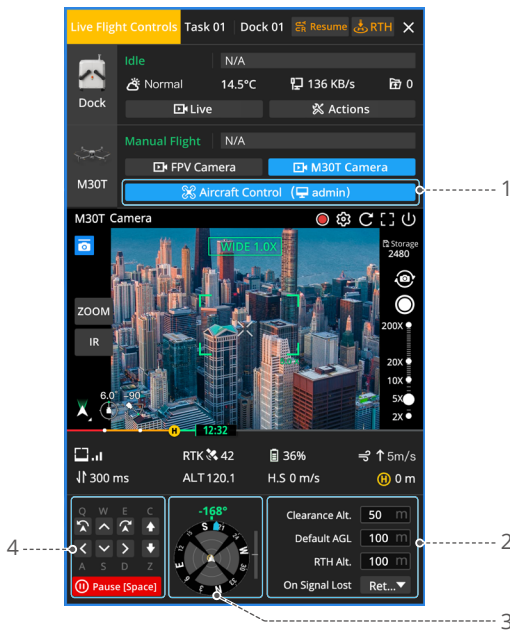 Live Flight Controls Task 01 Dock 01 Resume RTH
Idle N/A
Normal 14.5°C 136 KB/s 0
Dock
Live Actions
Manual Flight N/A
FPV Camera M30T Camera
M30T
Aircraft Control ( admin) 1
M30T Camera
WIDE 1.0X
Storage
2480
ZOOM
200X
IR
20X
10X
6.0° -90°
5X
2X
H 12:32
RTK 42 36% 5m/s
300 ms ALT 120.1 H.S 0 m/s H 0 m
Q W E C
A S D Z
Pause [Space]
4
-168°
S W N E
3
Clearance Alt. 50 m
Default AGL 100 m
RTH Alt. 100 m
On Signal Lost Ret...
2